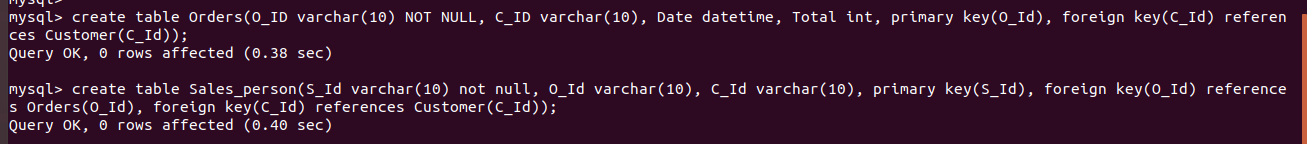 mysql>
mysql> create table Orders(O_ID varchar(10) NOT NULL, C_ID varchar(10), Date datetime, Total int, primary key(O_Id), foreign key(C_Id) referen
ces Customer(C_Id));
Query OK, 0 rows affected (0.38 sec)
mysql> create table Sales_person(S_Id varchar(10) not null, O_Id varchar(10), C_Id varchar(10), primary key(S_Id), foreign key(O_Id) reference
s Orders(O_Id), foreign key(C_Id) references Customer(C_Id));
Query OK, 0 rows affected (0.40 sec)